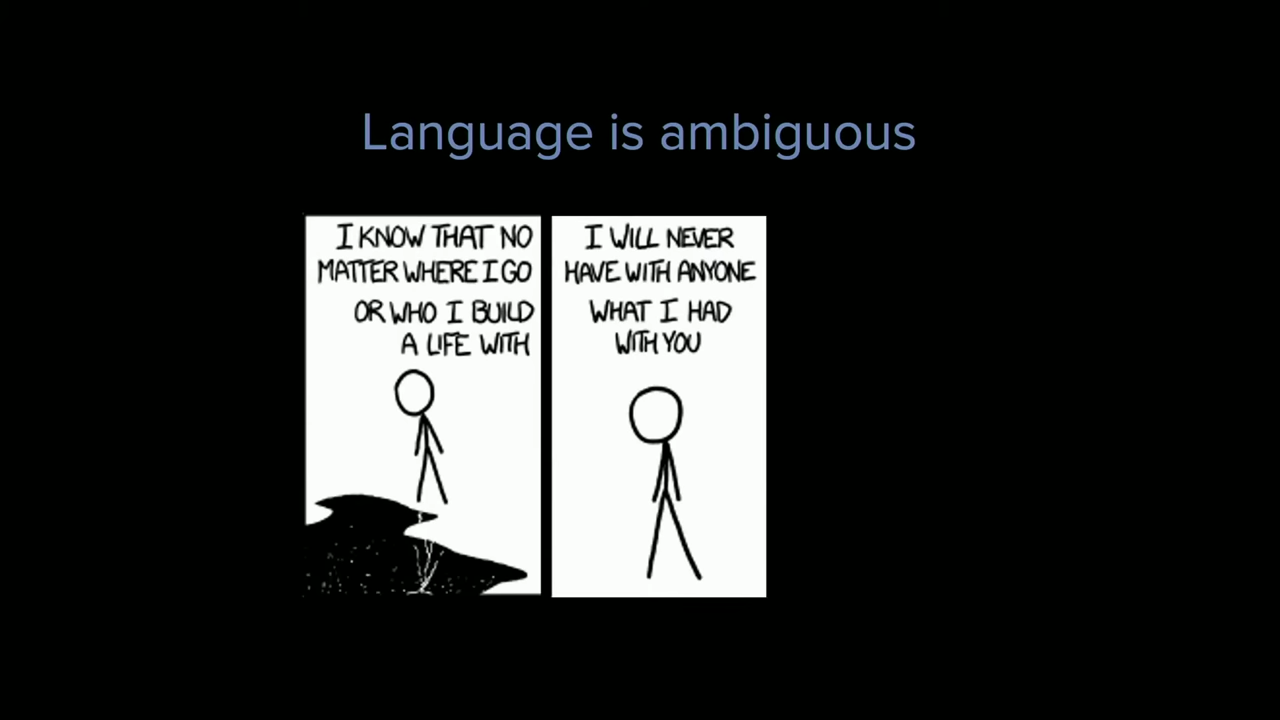 Language is ambiguous
I KNOW THAT NO
MATTER WHERE I GO
OR WHO I BUILD
A LIFE WITH
I WILL NEVER
HAVE WITH ANYONE
WHAT I HAD
WITH YOU